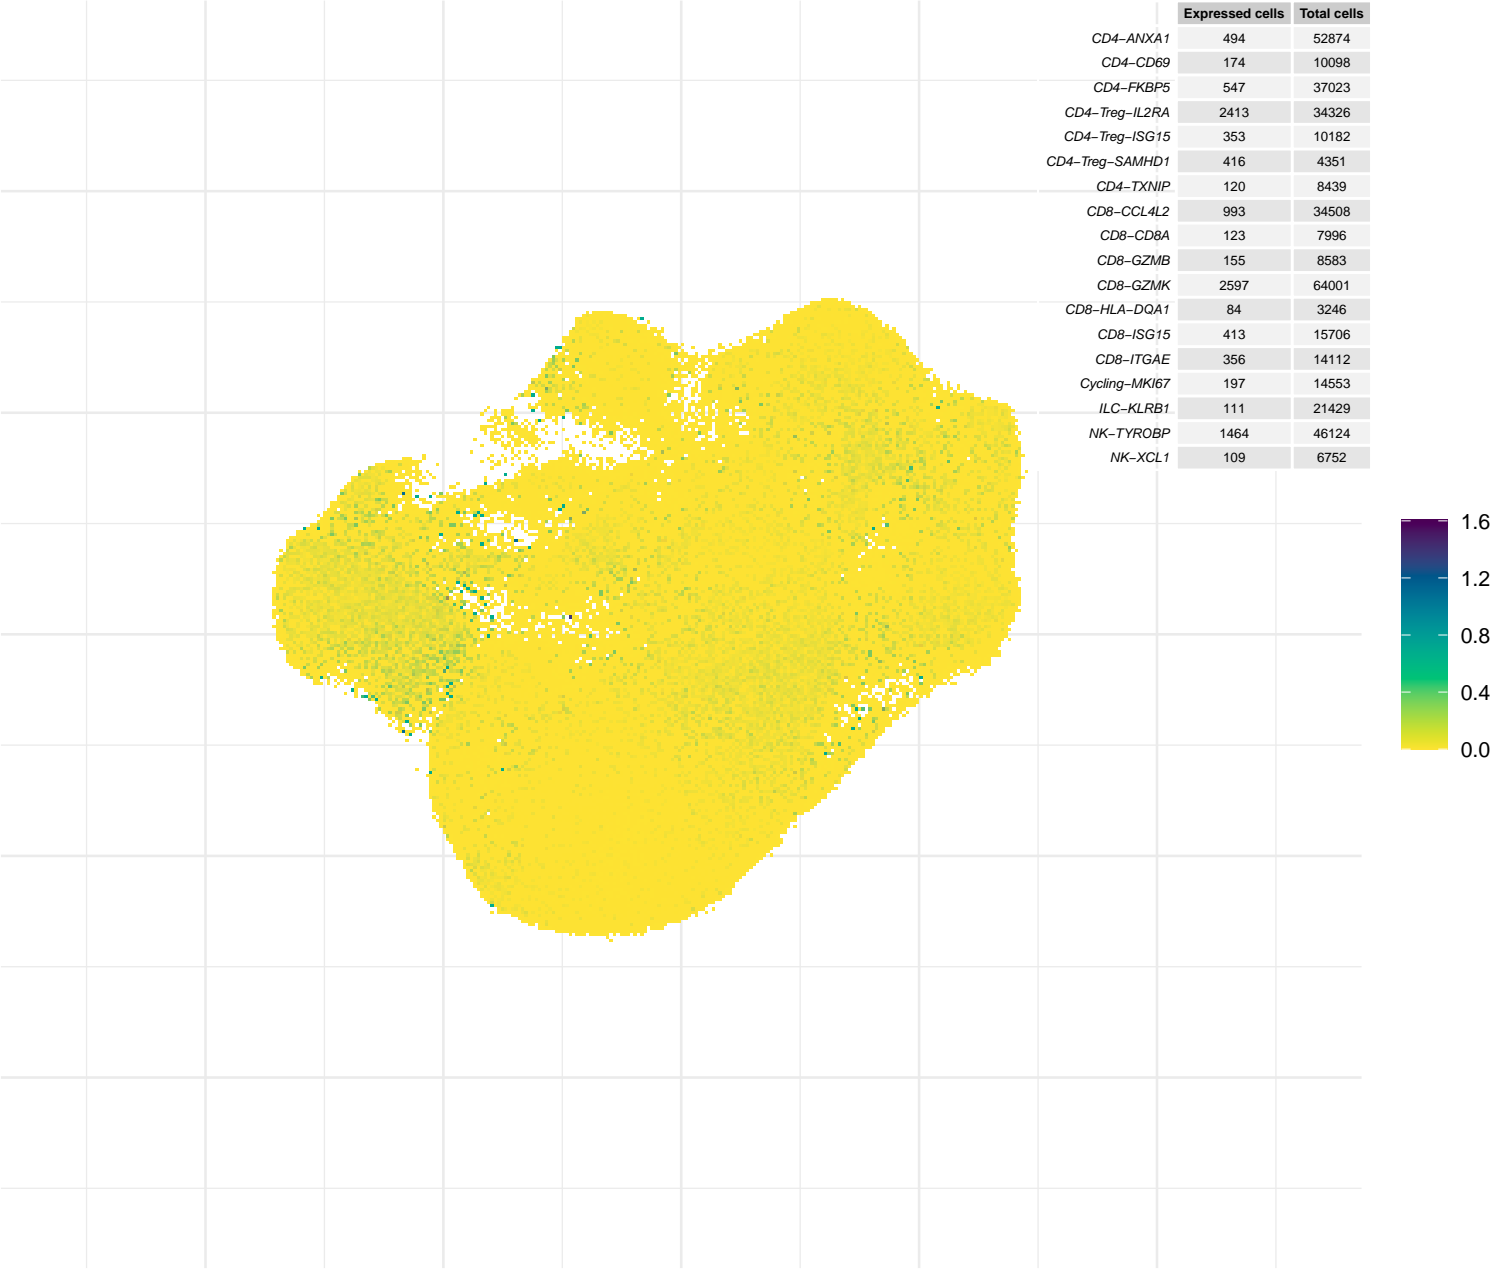 Expressed cells Total cells
CD4−ANXA1 494 52874
CD4−CD69 174 10098
CD4−FKBP5 547 37023
CD4−Treg−IL2RA 2413 34326
CD4−Treg−ISG15 353 10182
CD4−Treg−SAMHD1 416 4351
CD4−TXNIP 120 8439
CD8−CCL4L2 993 34508
CD8−CD8A 123 7996
CD8−GZMB 155 8583
CD8−GZMK 2597 64001
CD8−HLA−DQA1 84 3246
CD8−ISG15 413 15706
CD8−ITGAE 356 14112
Cycling−MKI67 197 14553
ILC−KLRB1 111 21429
NK−TYROBP 1464 46124
NK−XCL1 109 6752
1.6
1.2
0.8
0.4
0.0